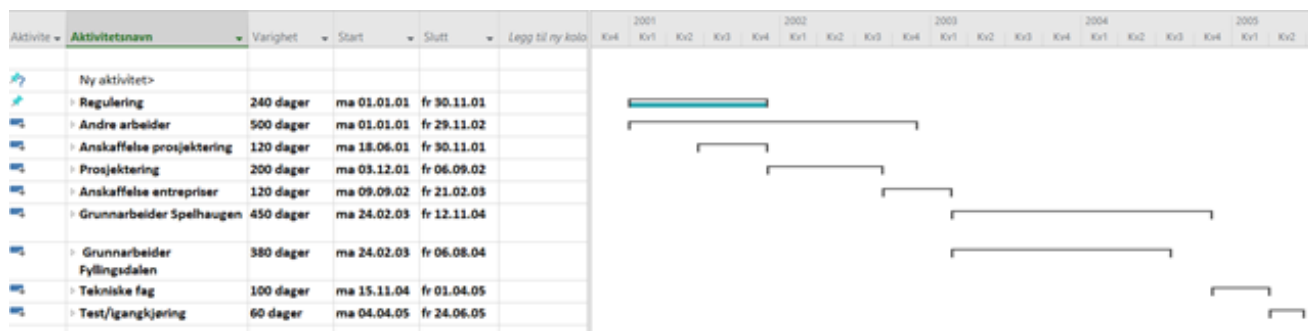 2001 2002 2003 2004 2005
Aktivite Aktivitetsnavn Varighet Start Slutt Legg til ny kolo Kv4 Kv1 Kv2 Kv3 Kv4 Kv1 Kv2 Kv3 Kv4 Kv1 Kv2 Kv3 Kv4 Kv1 Kv2 Kv3 Kv4 Kv1 Kv2
Ny aktivitet>
Regulering 240 dager ma 01.01.01 fr 30.11.01
Andre arbeider 500 dager ma 01.01.01 fr 29.11.02
Anskaffelse prosjektering 120 dager ma 18.06.01 fr 30.11.01
Prosjektering 200 dager ma 03.12.01 fr 06.09.02
Anskaffelse entrepriser 120 dager ma 09.09.02 fr 21.02.03
Grunnarbeider Spelhaugen 450 dager ma 24.02.03 fr 12.11.04
Grunnarbeider 380 dager ma 24.02.03 fr 06.08.04
Fyllingsdalen
Tekniske fag 100 dager ma 15.11.04 fr 01.04.05
Test/igangkjøring 60 dager ma 04.04.05 fr 24.06.05